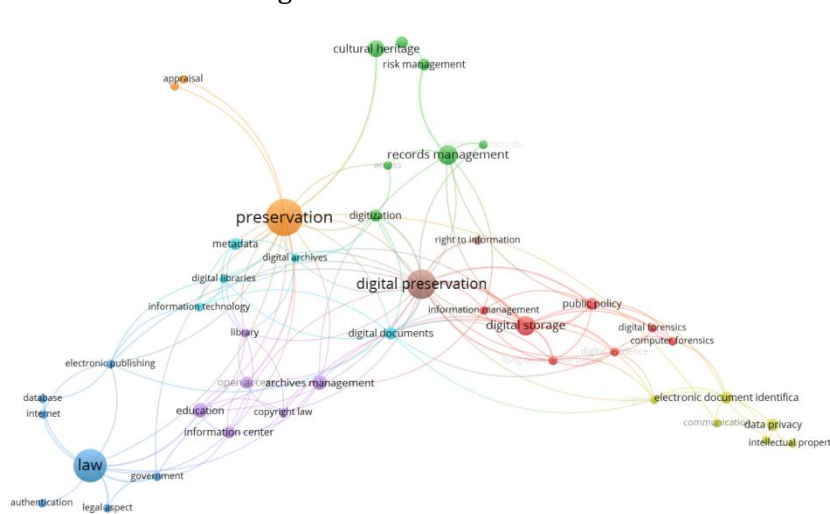 cultural heritage
risk management
appraisal
records management
access
preservation
digitization
metadata
right to information
digital archives
digital libraries
digital preservation
information technology
information management
public policy
digital storage
library
digital documents
digital forensics
computer forensics
electronic publishing
open access
archives management
database
electronic document identifica
internet
education
copyright law
communication
data privacy
information center
intellectual propert
law
government
authentication
legal aspect